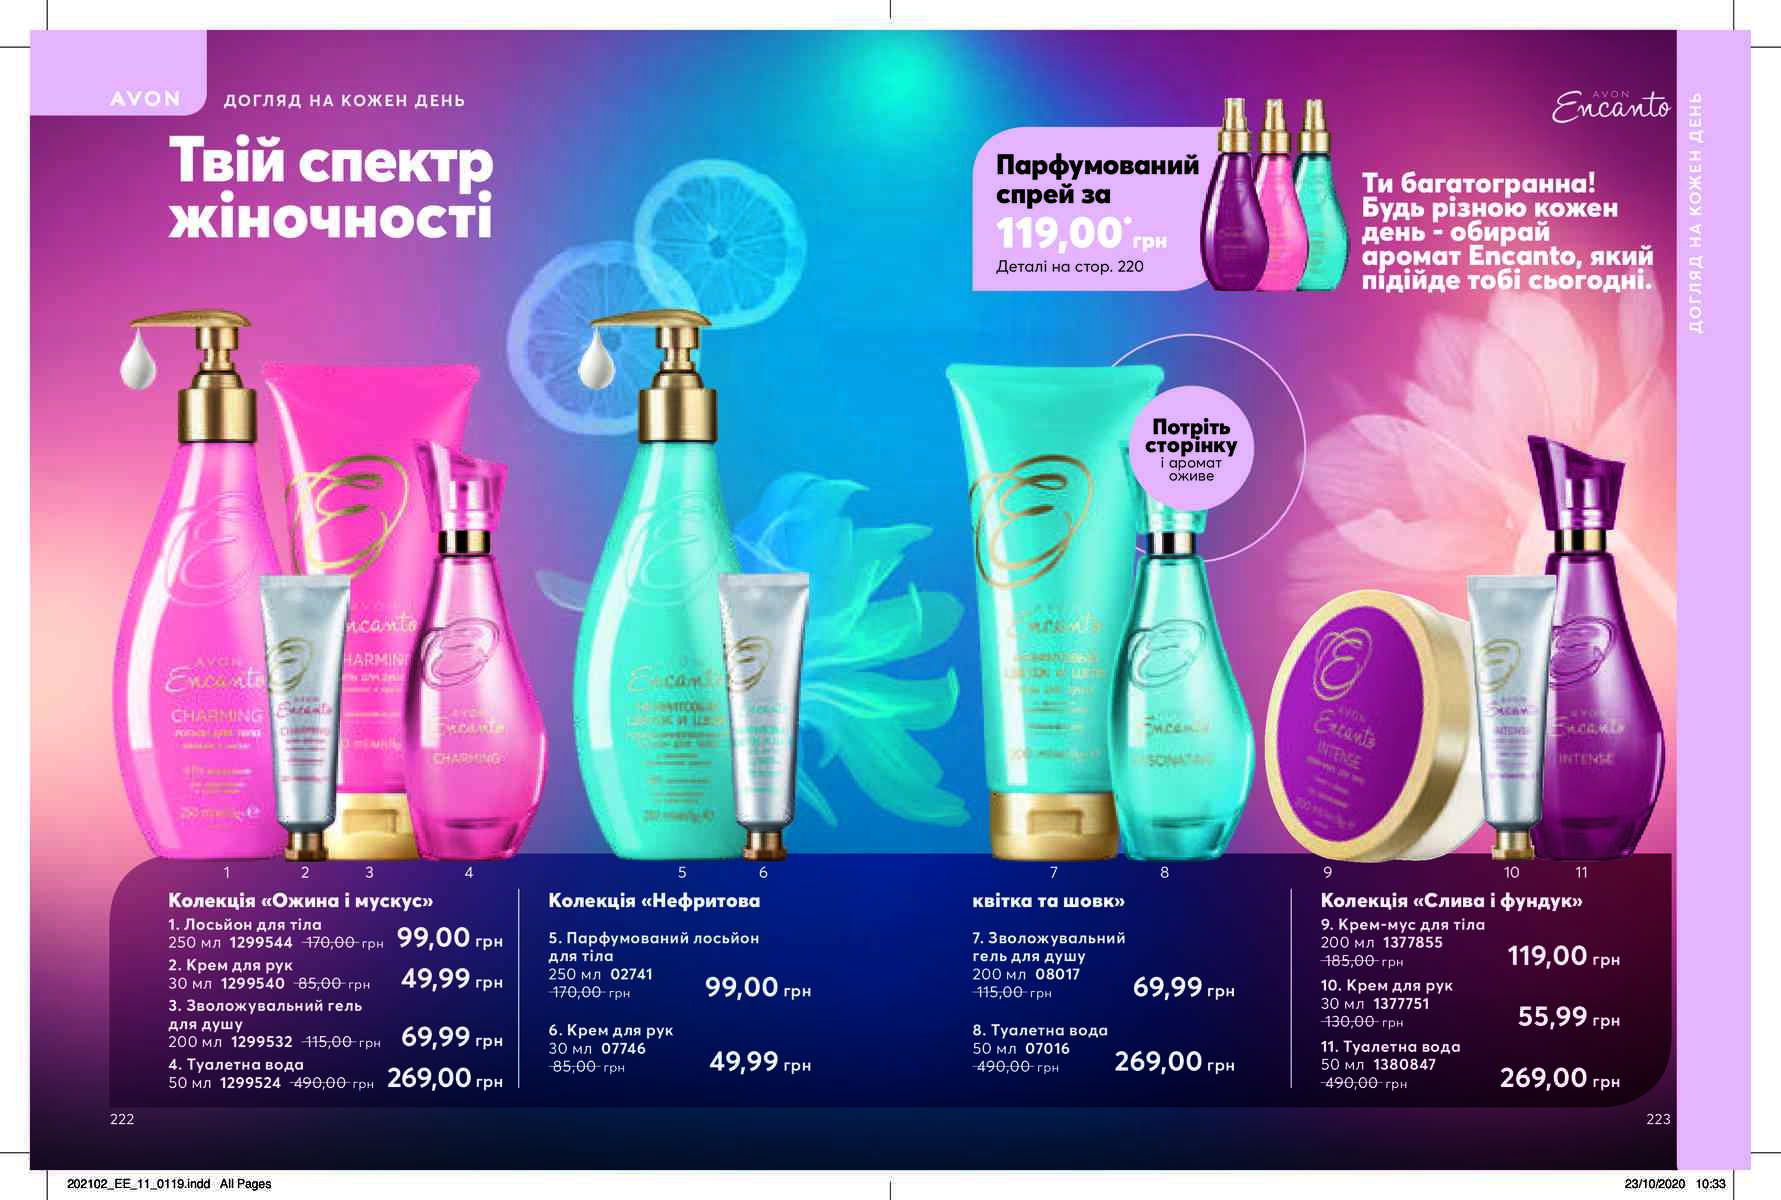 AVON
ДОГЛЯД НА КОЖЕН ДЕНЬ
Твій спектр
жіночності
Парфумований
спрей за
119,00* грн
Деталі на стор. 220
AVON
Encanto
Ти багатогранна!
Будь різною кожен
день - обирай
аромат Encanto, який
підійде тобі сьогодні.
ДОГЛЯД НА КОЖЕН ДЕНЬ
Потріть
сторінку
і аромат
оживе
AVON
Encanto
CHARMING
AVON
Encanto
CHARMING
Encanto
Encanto
INTENSE
INTENSE
1 2 3 4 5 6 7 8 9 10 11
Колекція «Ожина і мускус»
1. Лосьйон для тіла
250 мл 1299544 170,00 грн 99,00 грн
2. Крем для рук
30 мл 1299540 85,00 грн 49,99 грн
3. Зволожувальний гель
для душу
200 мл 1299532 115,00 грн 69,99 грн
4. Туалетна вода
50 мл 1299524 490,00 грн 269,00 грн
Колекція «Нефритова
5. Парфумований лосьйон
для тіла
250 мл 02741
170,00 грн 99,00 грн
6. Крем для рук
30 мл 07746
85,00 грн 49,99 грн
квітка та шовк»
7. Зволожувальний
гель для душу
200 мл 08017
115,00 грн 69,99 грн
8. Туалетна вода
50 мл 07016
490,00 грн 269,00 грн
Колекція «Слива і фундук»
9. Крем-мус для тіла
200 мл 1377855
185,00 грн 119,00 грн
10. Крем для рук
30 мл 1377751
130,00 грн 55,99 грн
11. Туалетна вода
50 мл 1380847
490,00 грн 269,00 грн
222
223
202102_EE_11_0119.indd All Pages
23/10/2020 10:33